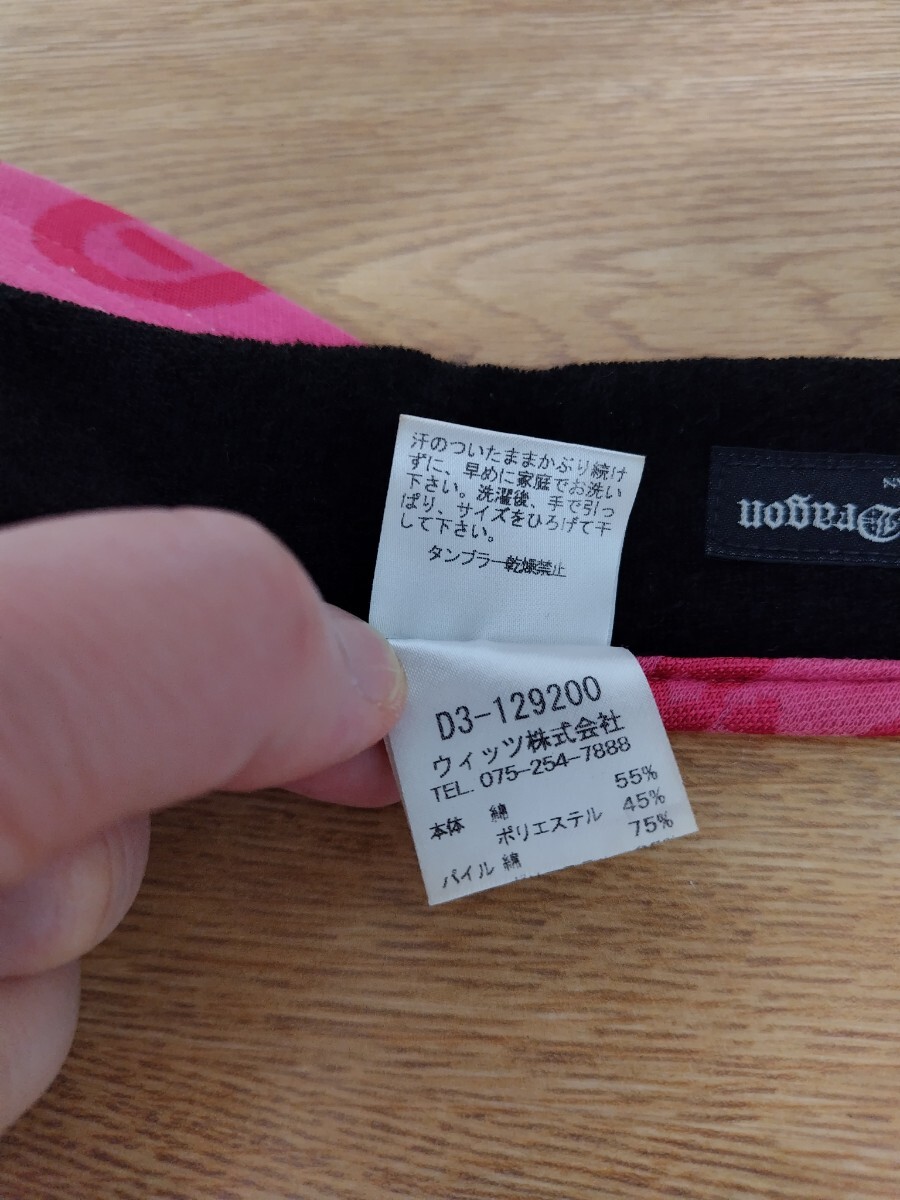 汗のついたままかぶり続け
ずに、早めに家庭でお洗い
下さい。洗濯後、手で引っ
ぱり、サイズをひろげて干
して下さい。
タンブラー乾燥禁止
D3-129200
ウィッツ株式会社
TEL. 075-254-7888
本体 綿 55%
ポリエステル 45%
パイル 綿 75%
Dragon